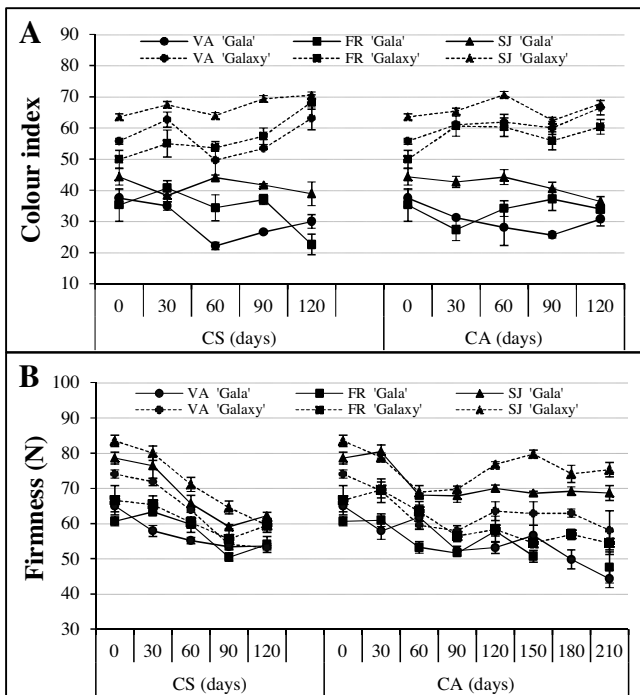 A
VA 'Gala' FR 'Gala' SJ 'Gala'
VA 'Galaxy' FR 'Galaxy' SJ 'Galaxy'
90
80
70
60
50
40
30
20
10
Colour index
0 30 60 90 120 0 30 60 90 120
CS (days) CA (days)
B
VA 'Gala' FR 'Gala' SJ 'Gala'
VA 'Galaxy' FR 'Galaxy' SJ 'Galaxy'
100
90
80
70
60
50
40
30
Firmness (N)
0 30 60 90 120 0 30 60 90 120 150 180 210
CS (days) CA (days)